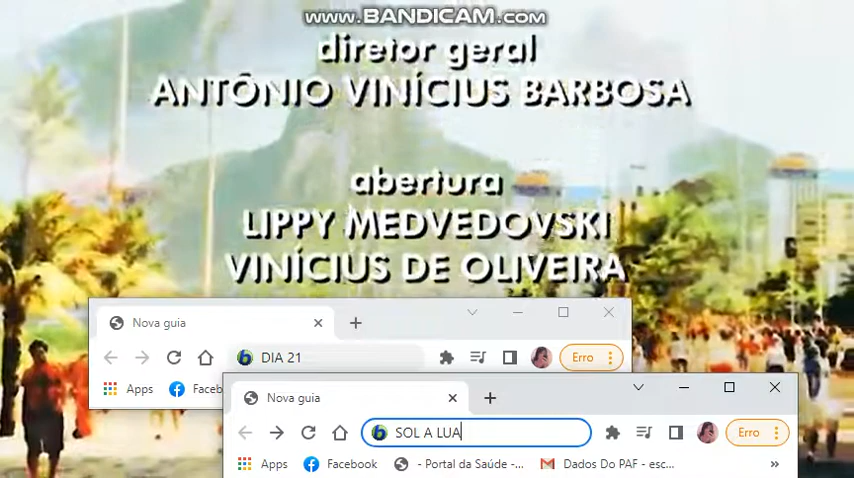 www.BANDICAM.com
diretor geral
ANTÔNIO VINÍCIUS BARBOSA
abertura
LIPPY MEDVEDOVSKI
VINÍCIUS DE OLIVEIRA
Nova guia
DIA 21
Erro
Apps Faceb
Nova guia
SOL A LUA
Erro
Apps Facebook - Portal da Saúde -... Dados Do PAF - esc... »